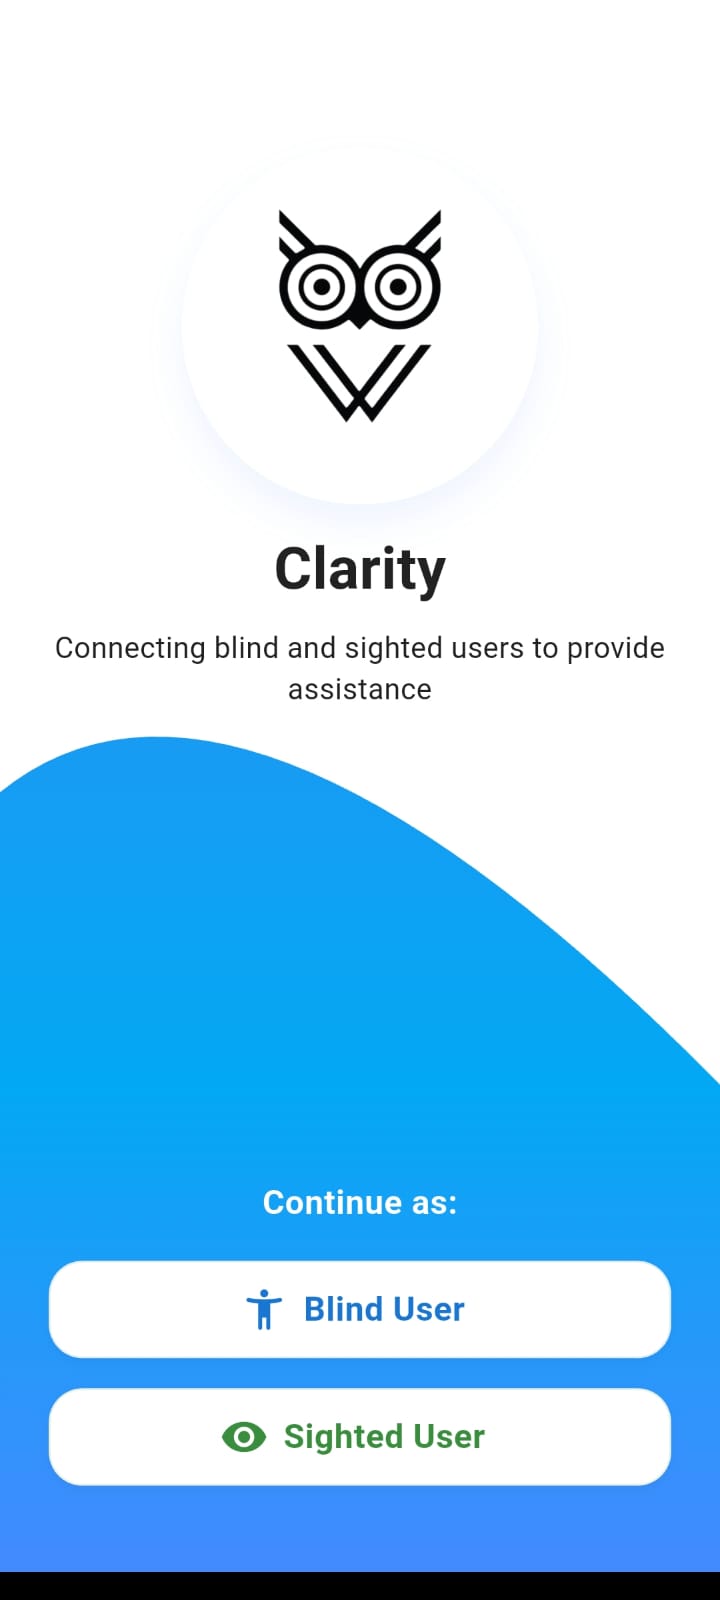 Clarity
Connecting blind and sighted users to provide
assistance
Continue as:
Blind User
Sighted User